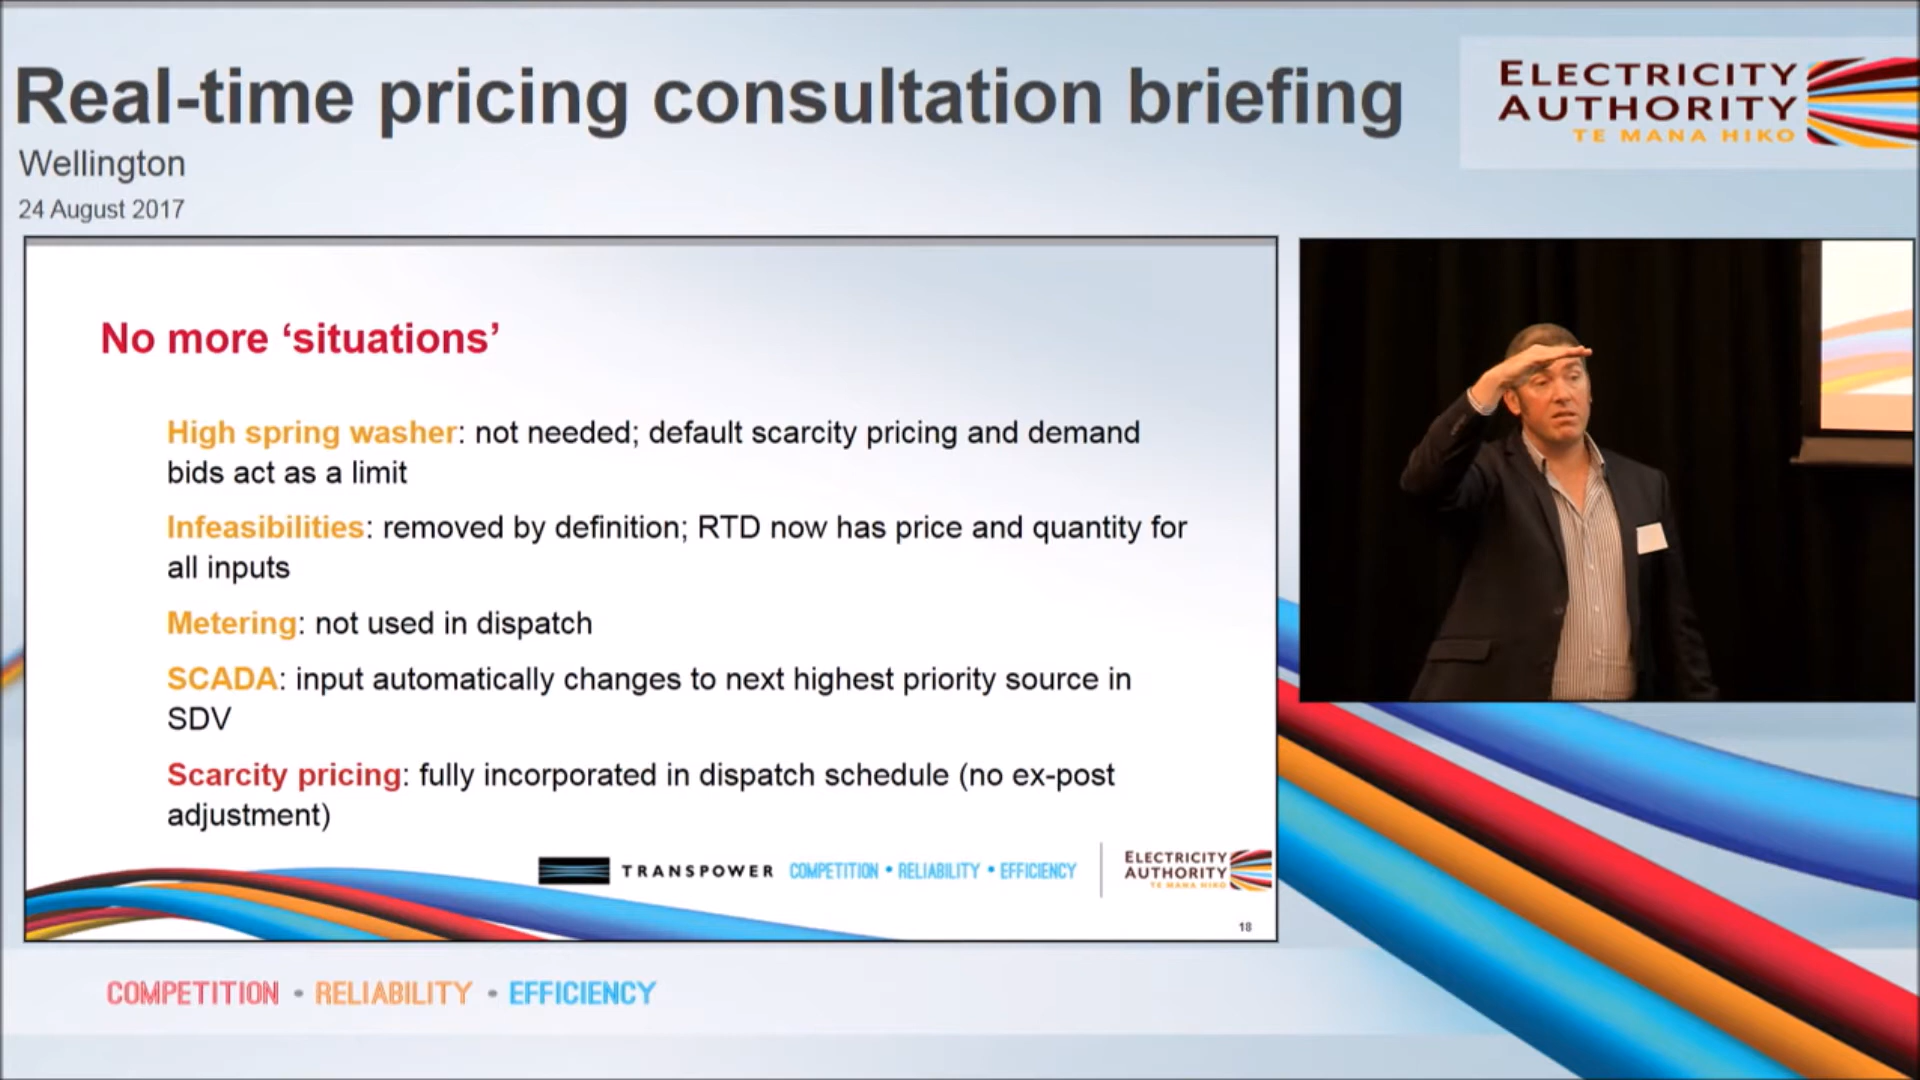 Real-time pricing consultation briefing
Wellington
24 August 2017
ELECTRICITY
AUTHORITY
TE MANA HIKO
No more ‘situations’
High spring washer: not needed; default scarcity pricing and demand
bids act as a limit
Infeasibilities: removed by definition; RTD now has price and quantity for
all inputs
Metering: not used in dispatch
SCADA: input automatically changes to next highest priority source in
SDV
Scarcity pricing: fully incorporated in dispatch schedule (no ex-post
adjustment)
TRANSPOWER COMPETITION • RELIABILITY • EFFICIENCY
ELECTRICITY
AUTHORITY
TE MANA HIKO
18
COMPETITION • RELIABILITY • EFFICIENCY